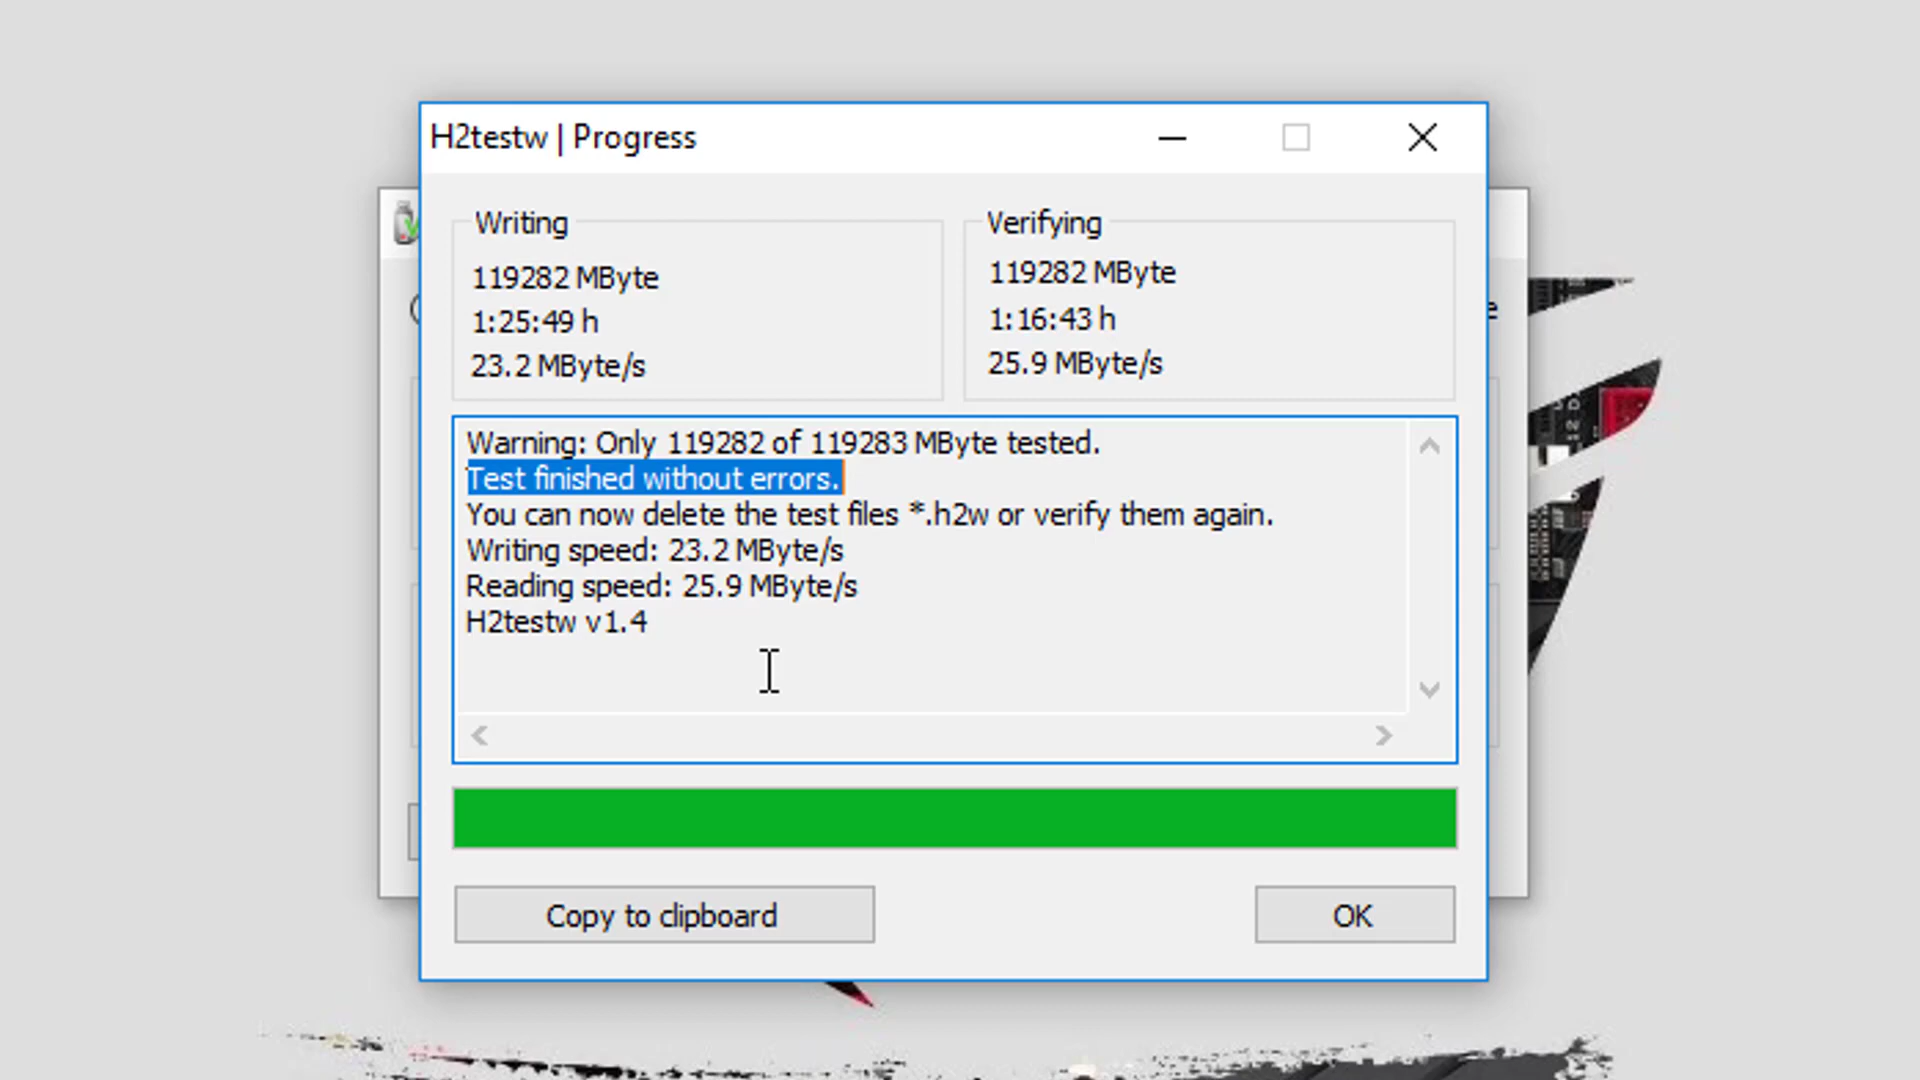 H2testw | Progress
Writing
119282 MByte
1:25:49 h
23.2 MByte/s
Verifying
119282 MByte
1:16:43 h
25.9 MByte/s
Warning: Only 119282 of 119283 MByte tested.
Test finished without errors.
You can now delete the test files *.h2w or verify them again.
Writing speed: 23.2 MByte/s
Reading speed: 25.9 MByte/s
H2testw v1.4
Copy to clipboard
OK